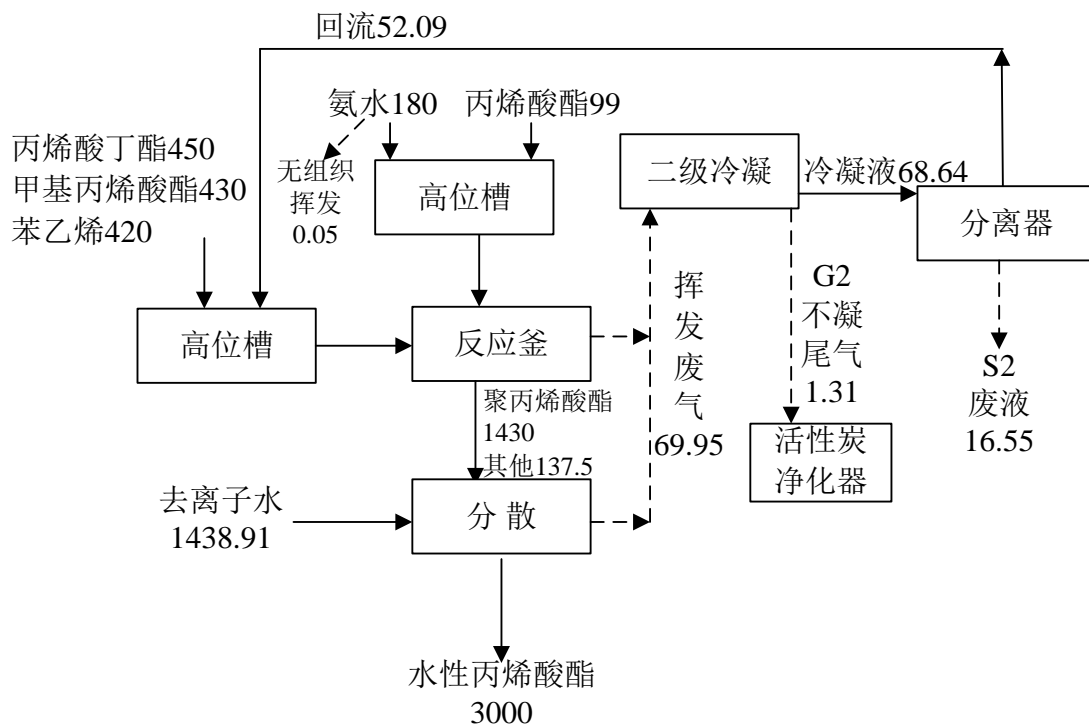 回流52.09
氨水180
丙烯酸酯99
丙烯酸丁酯450
甲基丙烯酸酯430
苯乙烯420
无组织
挥发
0.05
高位槽
二级冷凝
冷凝液68.64
分离器
高位槽
反应釜
挥
发
废
气
69.95
G2
不凝
尾气
1.31
S2
废液
16.55
聚丙烯酸酯
1430
其他137.5
活性炭
净化器
去离子水
1438.91
分散
水性丙烯酸酯
3000